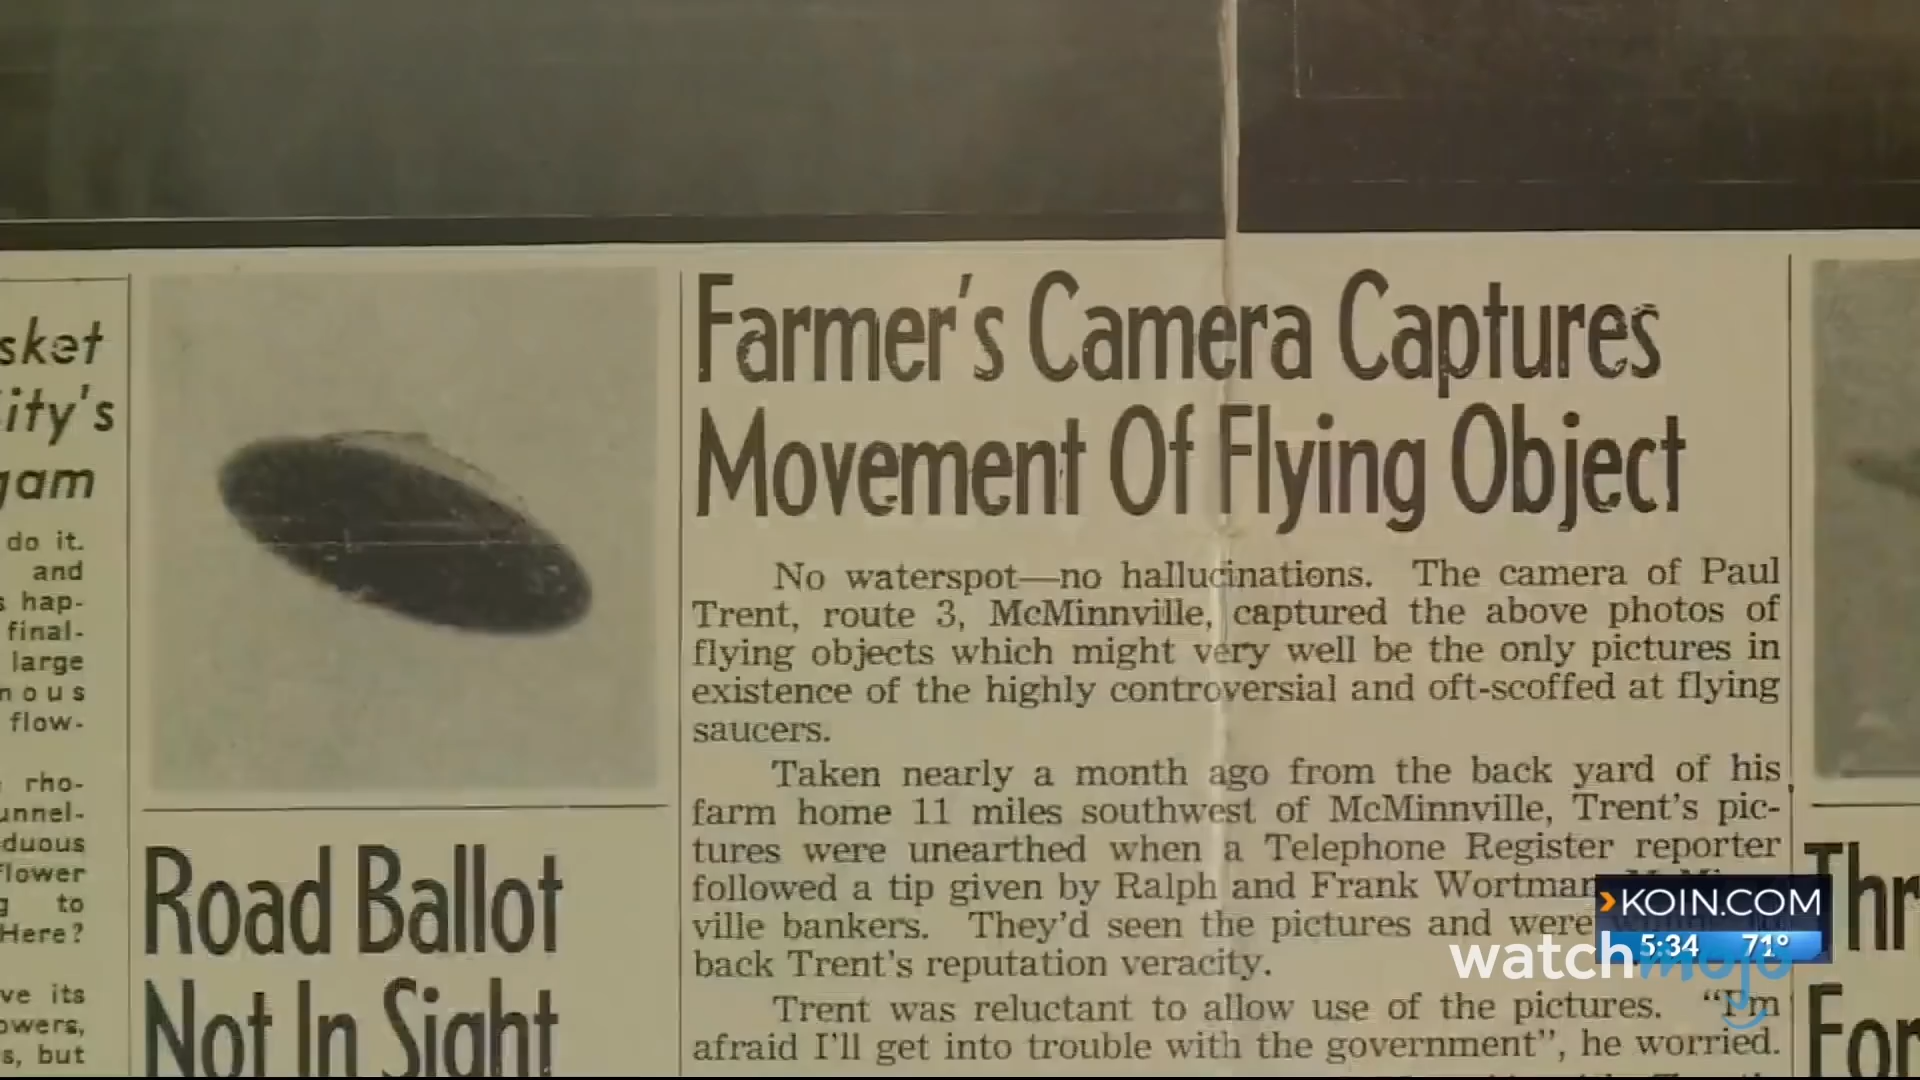 sket
ity's
gam
do it.
and
s hap-
final-
large
nous
flow-
rho-
unnel-
duous
flower
to
Here?
ve its
owers,
s, but
Road Ballot
Not In Sight
Farmer's Camera Captures
Movement Of Flying Object
No waterspot—no hallucinations. The camera of Paul
Trent, route 3, McMinnville, captured the above photos of
flying objects which might very well be the only pictures in
existence of the highly controversial and oft-scoffed at flying
saucers.
Taken nearly a month ago from the back yard of his
farm home 11 miles southwest of McMinnville, Trent's pic-
tures were unearthed when a Telephone Register reporter
followed a tip given by Ralph and Frank Wortman
ville bankers. They'd seen the pictures and were
back Trent's reputation veracity.
Trent was reluctant to allow use of the pictures. "I'm
afraid I'll get into trouble with the government", he worried.
Thr
For
KOIN.COM
5:34 71°
watchmojo